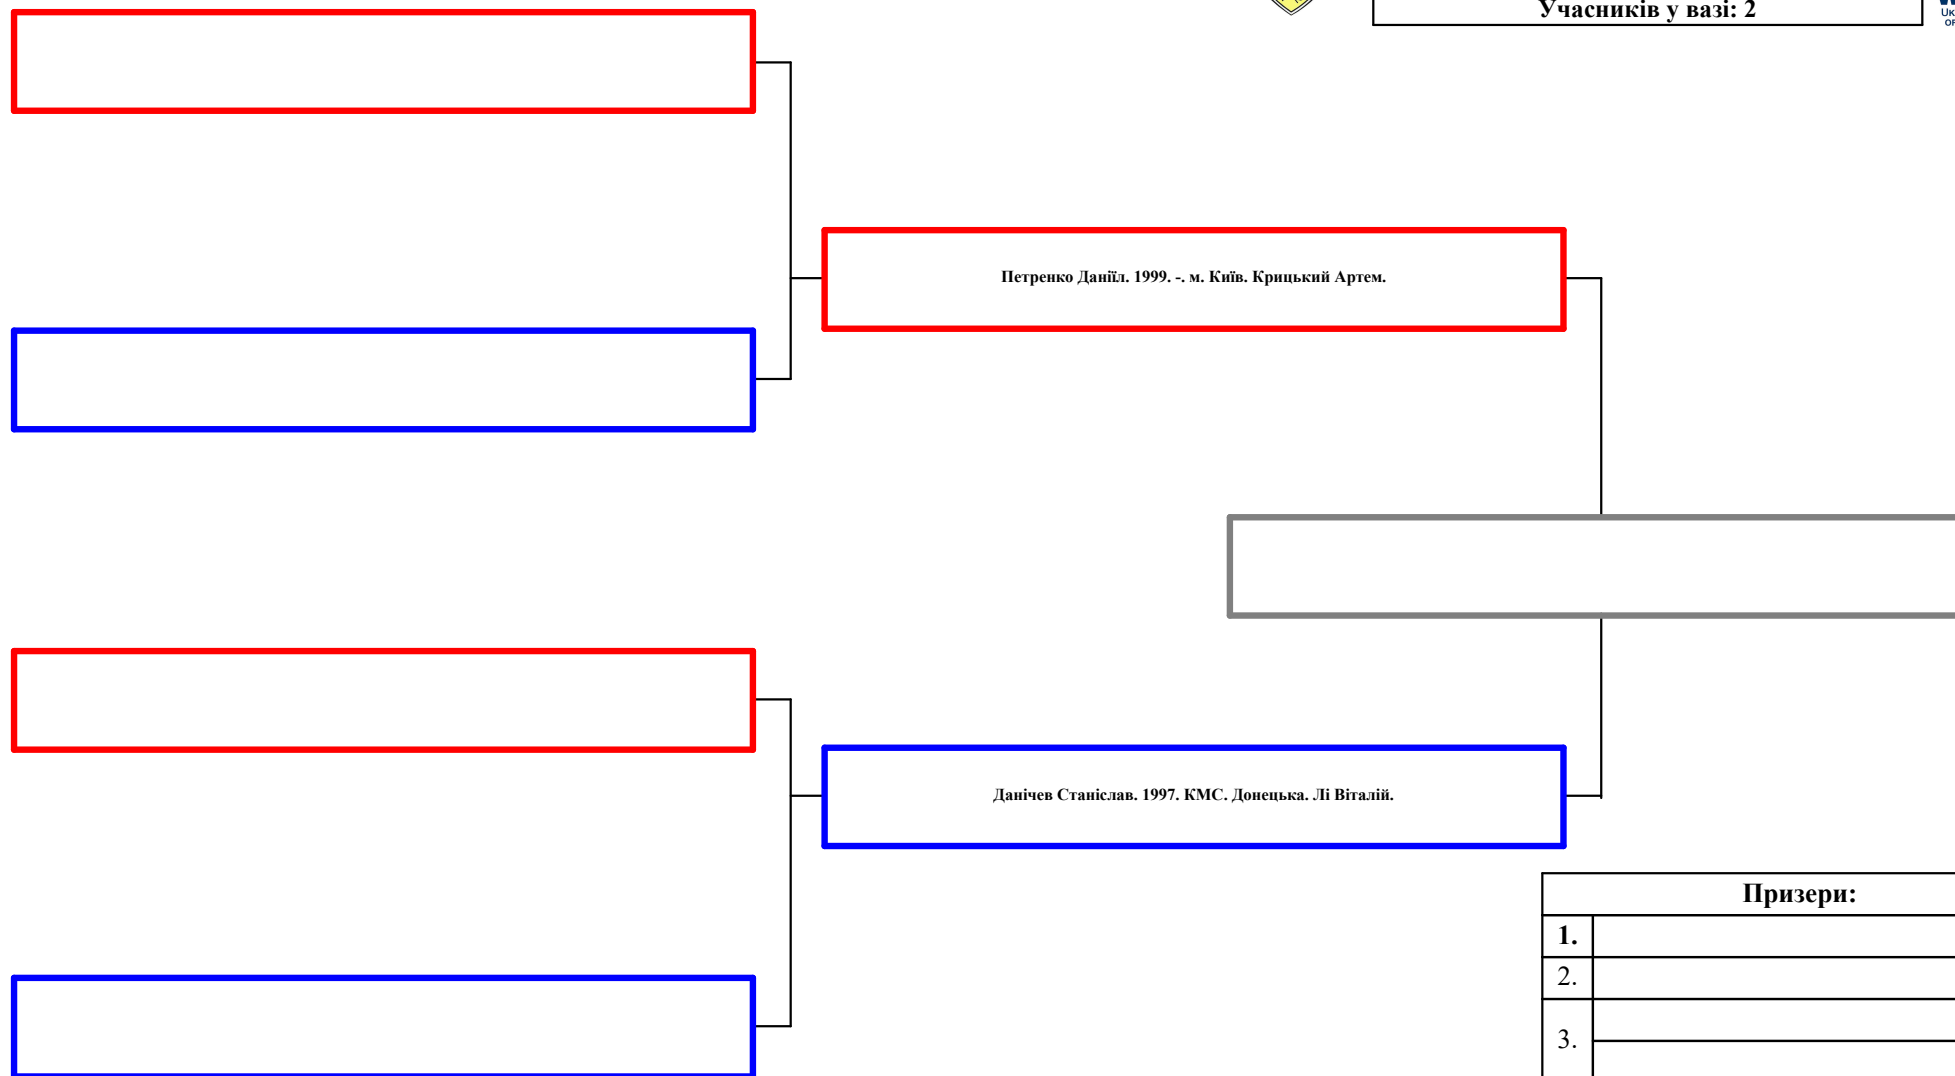 Учасників у вазі: 2
Петренко Даніїл. 1999. -. м. Київ. Крицький Артем.
Данічев Станіслав. 1997. КМС. Донецька. Лі Віталій.
Призери:
1.
2.
3.